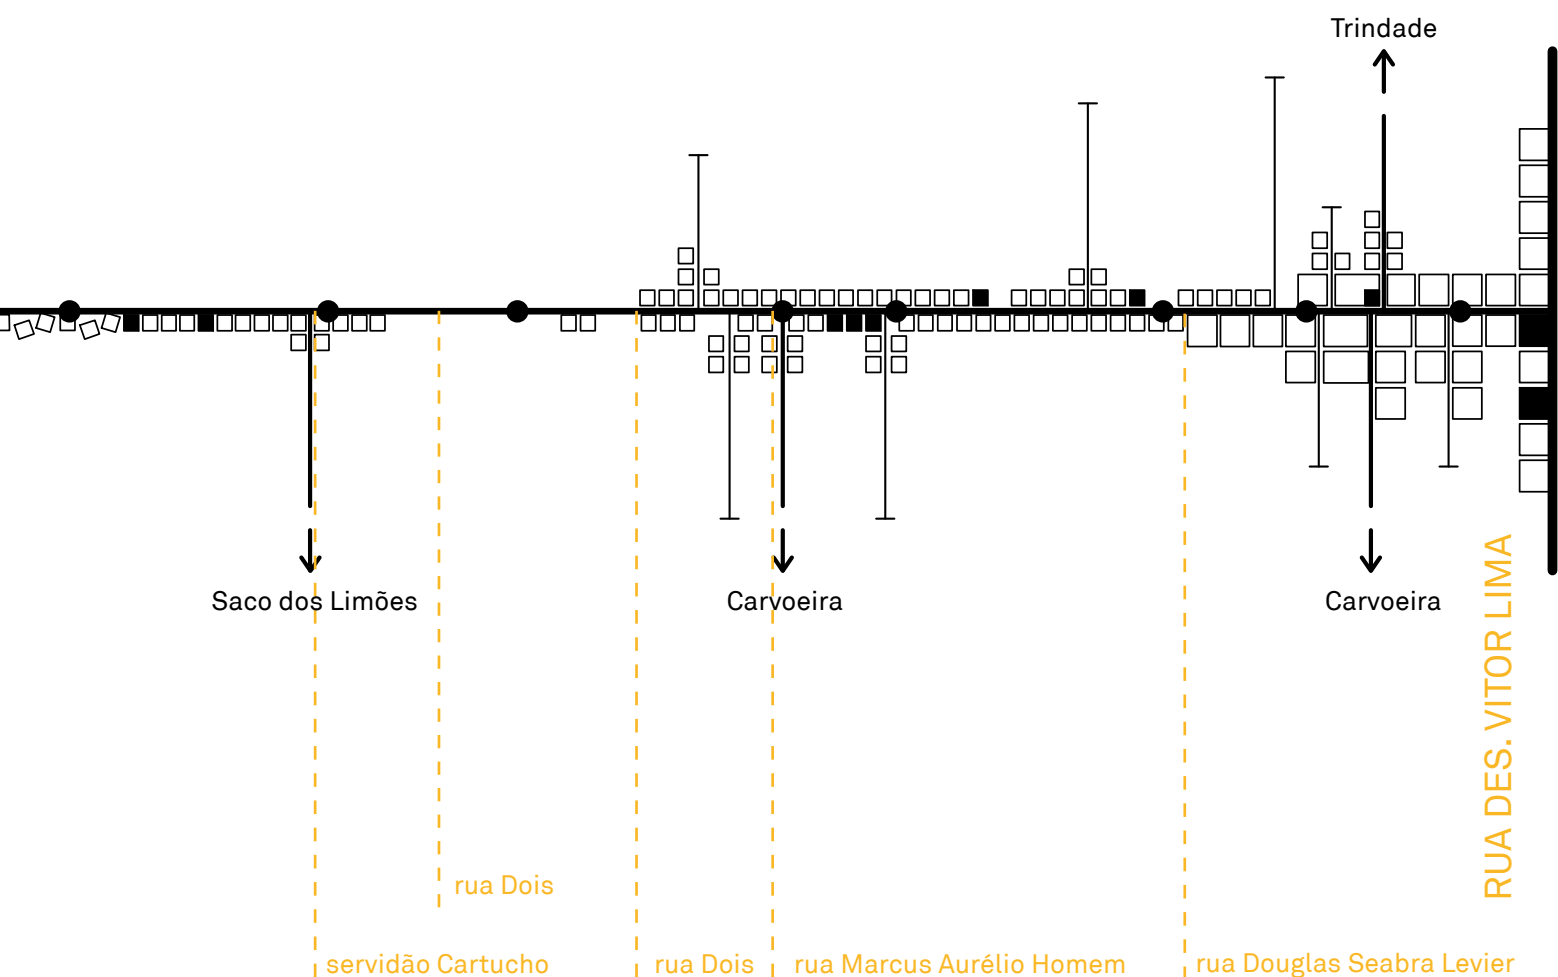 Trindade
Saco dos Limões
Carvoeira
Carvoeira
RUA DES. VITOR LIMA
rua Dois
servidão Cartucho
rua Dois
rua Marcus Aurélio Homem
rua Douglas Seabra Levier